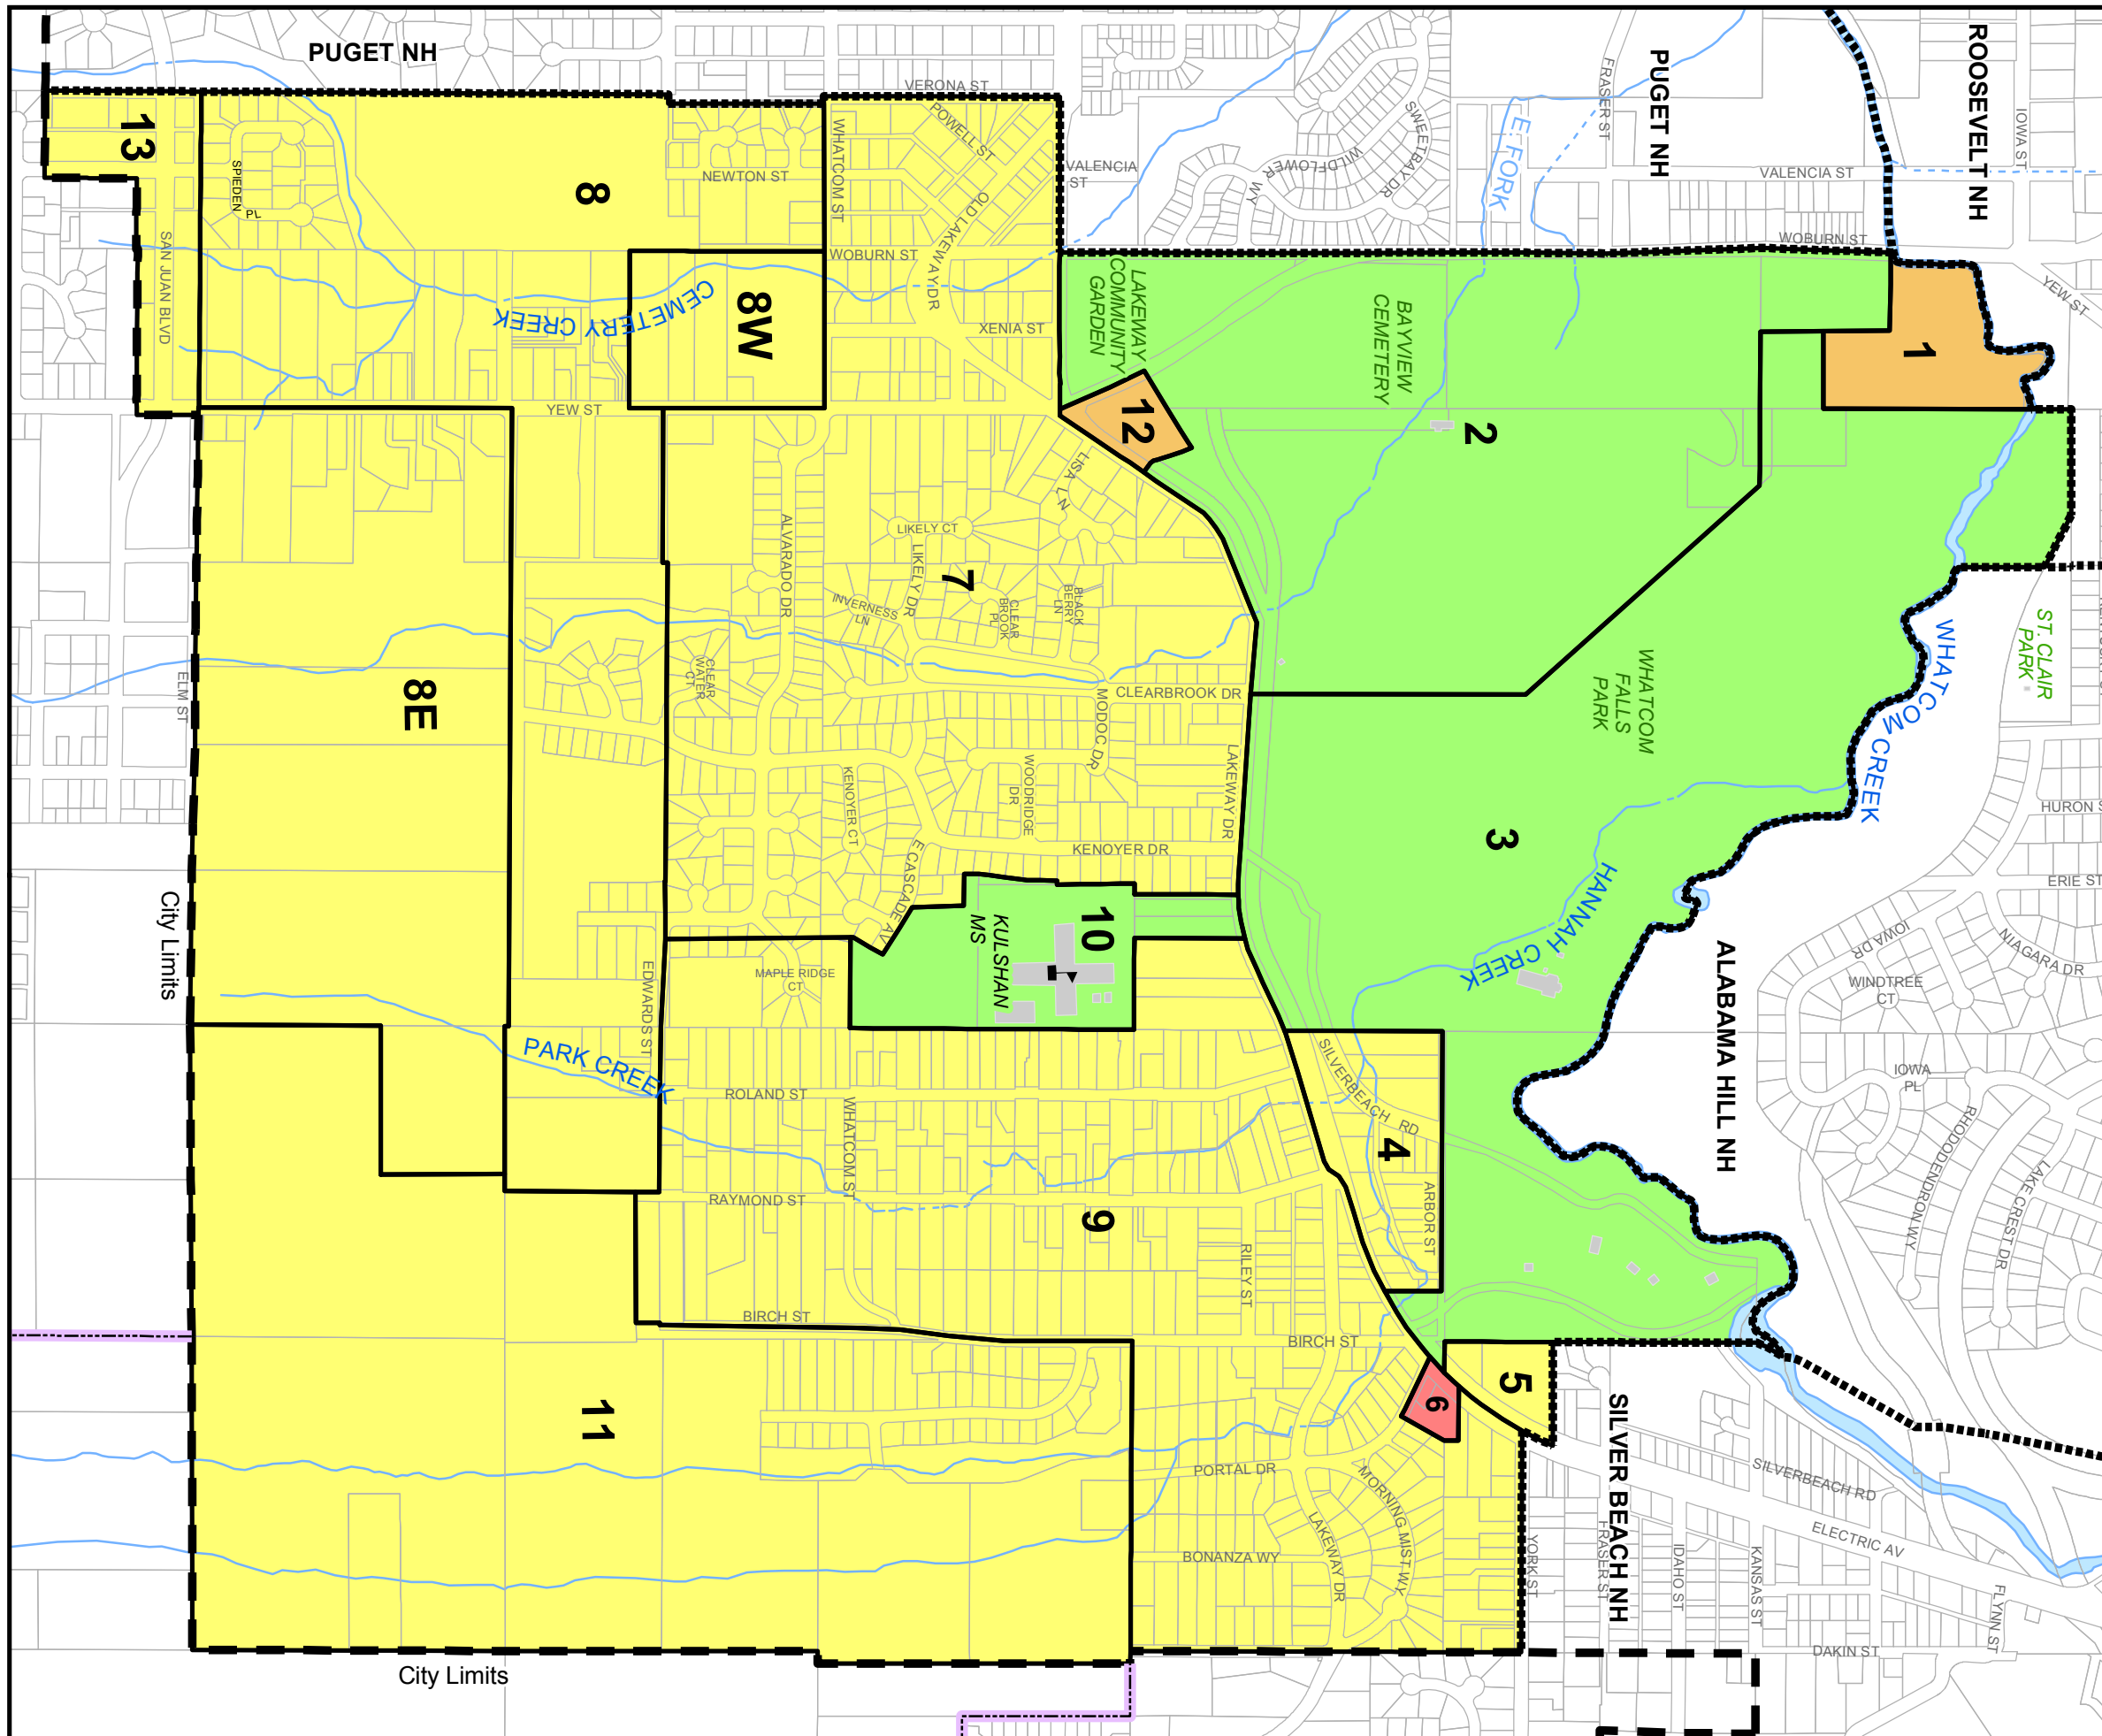 PUGET NH
VERONA ST
POWELL ST
WHATCOM ST
OLD LAKEWAY DR
NEWTON ST
13
SPIEDEN
PL
8
SAN JUAN BLVD
CEMETERY CREEK
8W
WOBURN ST
XENIA ST
YEW ST
VALENCIA
ST
WILDFLOWER
WY
SWEETBAY DR
E FORK
FRASER ST
PUGET NH
VALENCIA ST
WOBURN ST
ROOSEVELT NH
IOWA ST
YEW ST
1
LAKEWAY
COMMUNITY
GARDEN
BAYVIEW
CEMETERY
12
2
LISA LN
LIKELY CT
LIKELY DR
ALVARADO DR
INVERNESS
LN
7
CLEAR
BROOK
PL
BLACK
BERRY
LN
CLEAR
WATER
CT
CLEARBROOK DR
MODOC DR
WOODRIDGE
DR
LAKEWAY DR
KENOYER CT
KENOYER DR
E CASCADE AV
8E
ELM ST
City Limits
WHATCOM
FALLS
PARK
ST. CLAIR
PARK
WHATCOM CREEK
3
HANNAH CREEK
HURON S
ERIE ST
IOWA DR
NIAGARA DR
WINDTREE
CT
IOWA
PL
RHODODENDRON WY
LAKE CREST DR
ALABAMA HILL NH
10
KULSHAN
MS
MAPLE RIDGE
CT
EDWARDS ST
PARK CREEK
ROLAND ST
WHATCOM ST
RAYMOND ST
9
RILEY ST
BIRCH ST
BIRCH ST
SILVERBEACH RD
4
ARBOR ST
5
6
11
PORTAL DR
MORNING MIST WY
LAKEWAY DR
BONANZA WY
YORK ST
FRASER ST
SILVER BEACH NH
IDAHO ST
KANSAS ST
SILVERBEACH RD
ELECTRIC AV
FLYNN ST
DAKIN ST
City Limits